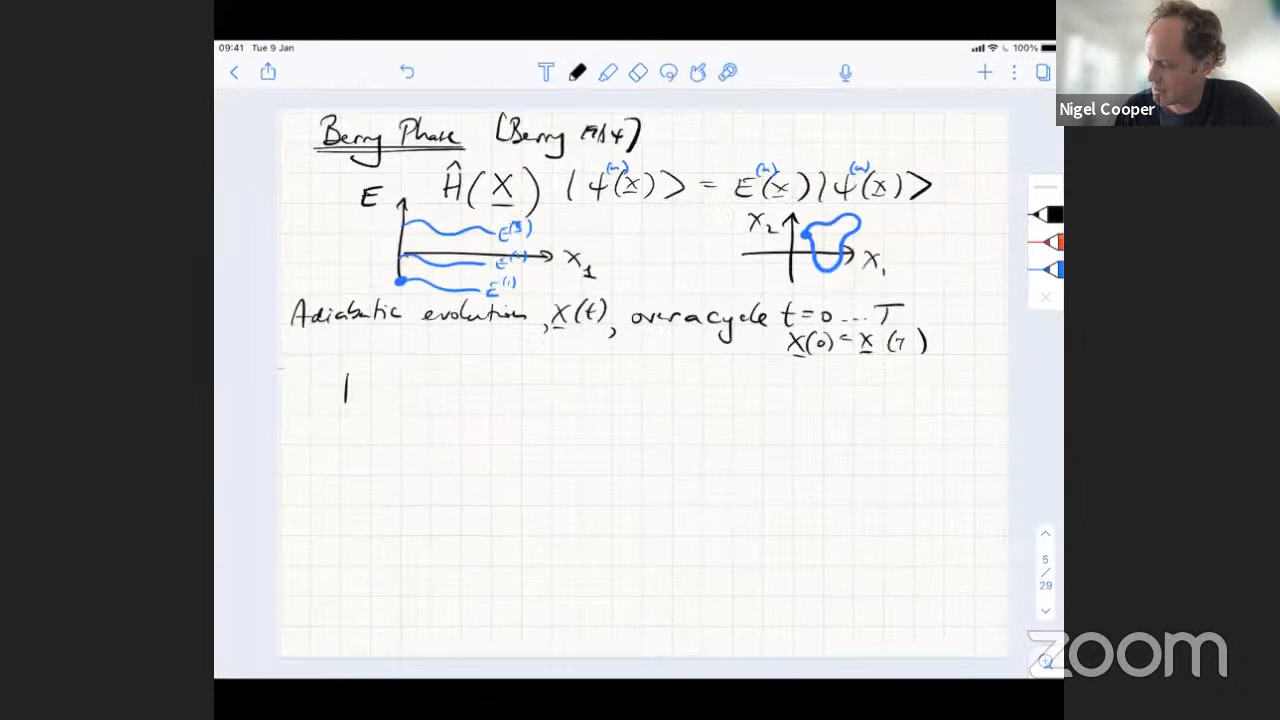 09:41 Tue 9 Jan
100%
Nigel Cooper
Berry Phase [Berry 1984]
E
Ĥ(X) |ψ⁽ⁿ⁾(X)> = E⁽ⁿ⁾(X)|ψ⁽ⁿ⁾(X)>
E⁽³⁾
X₁
E⁽¹⁾
X₂
X₁
Adiabatic evolution, X(t), over a cycle t=0 ... T
X(0) = X(T)
5
/
29
zoom